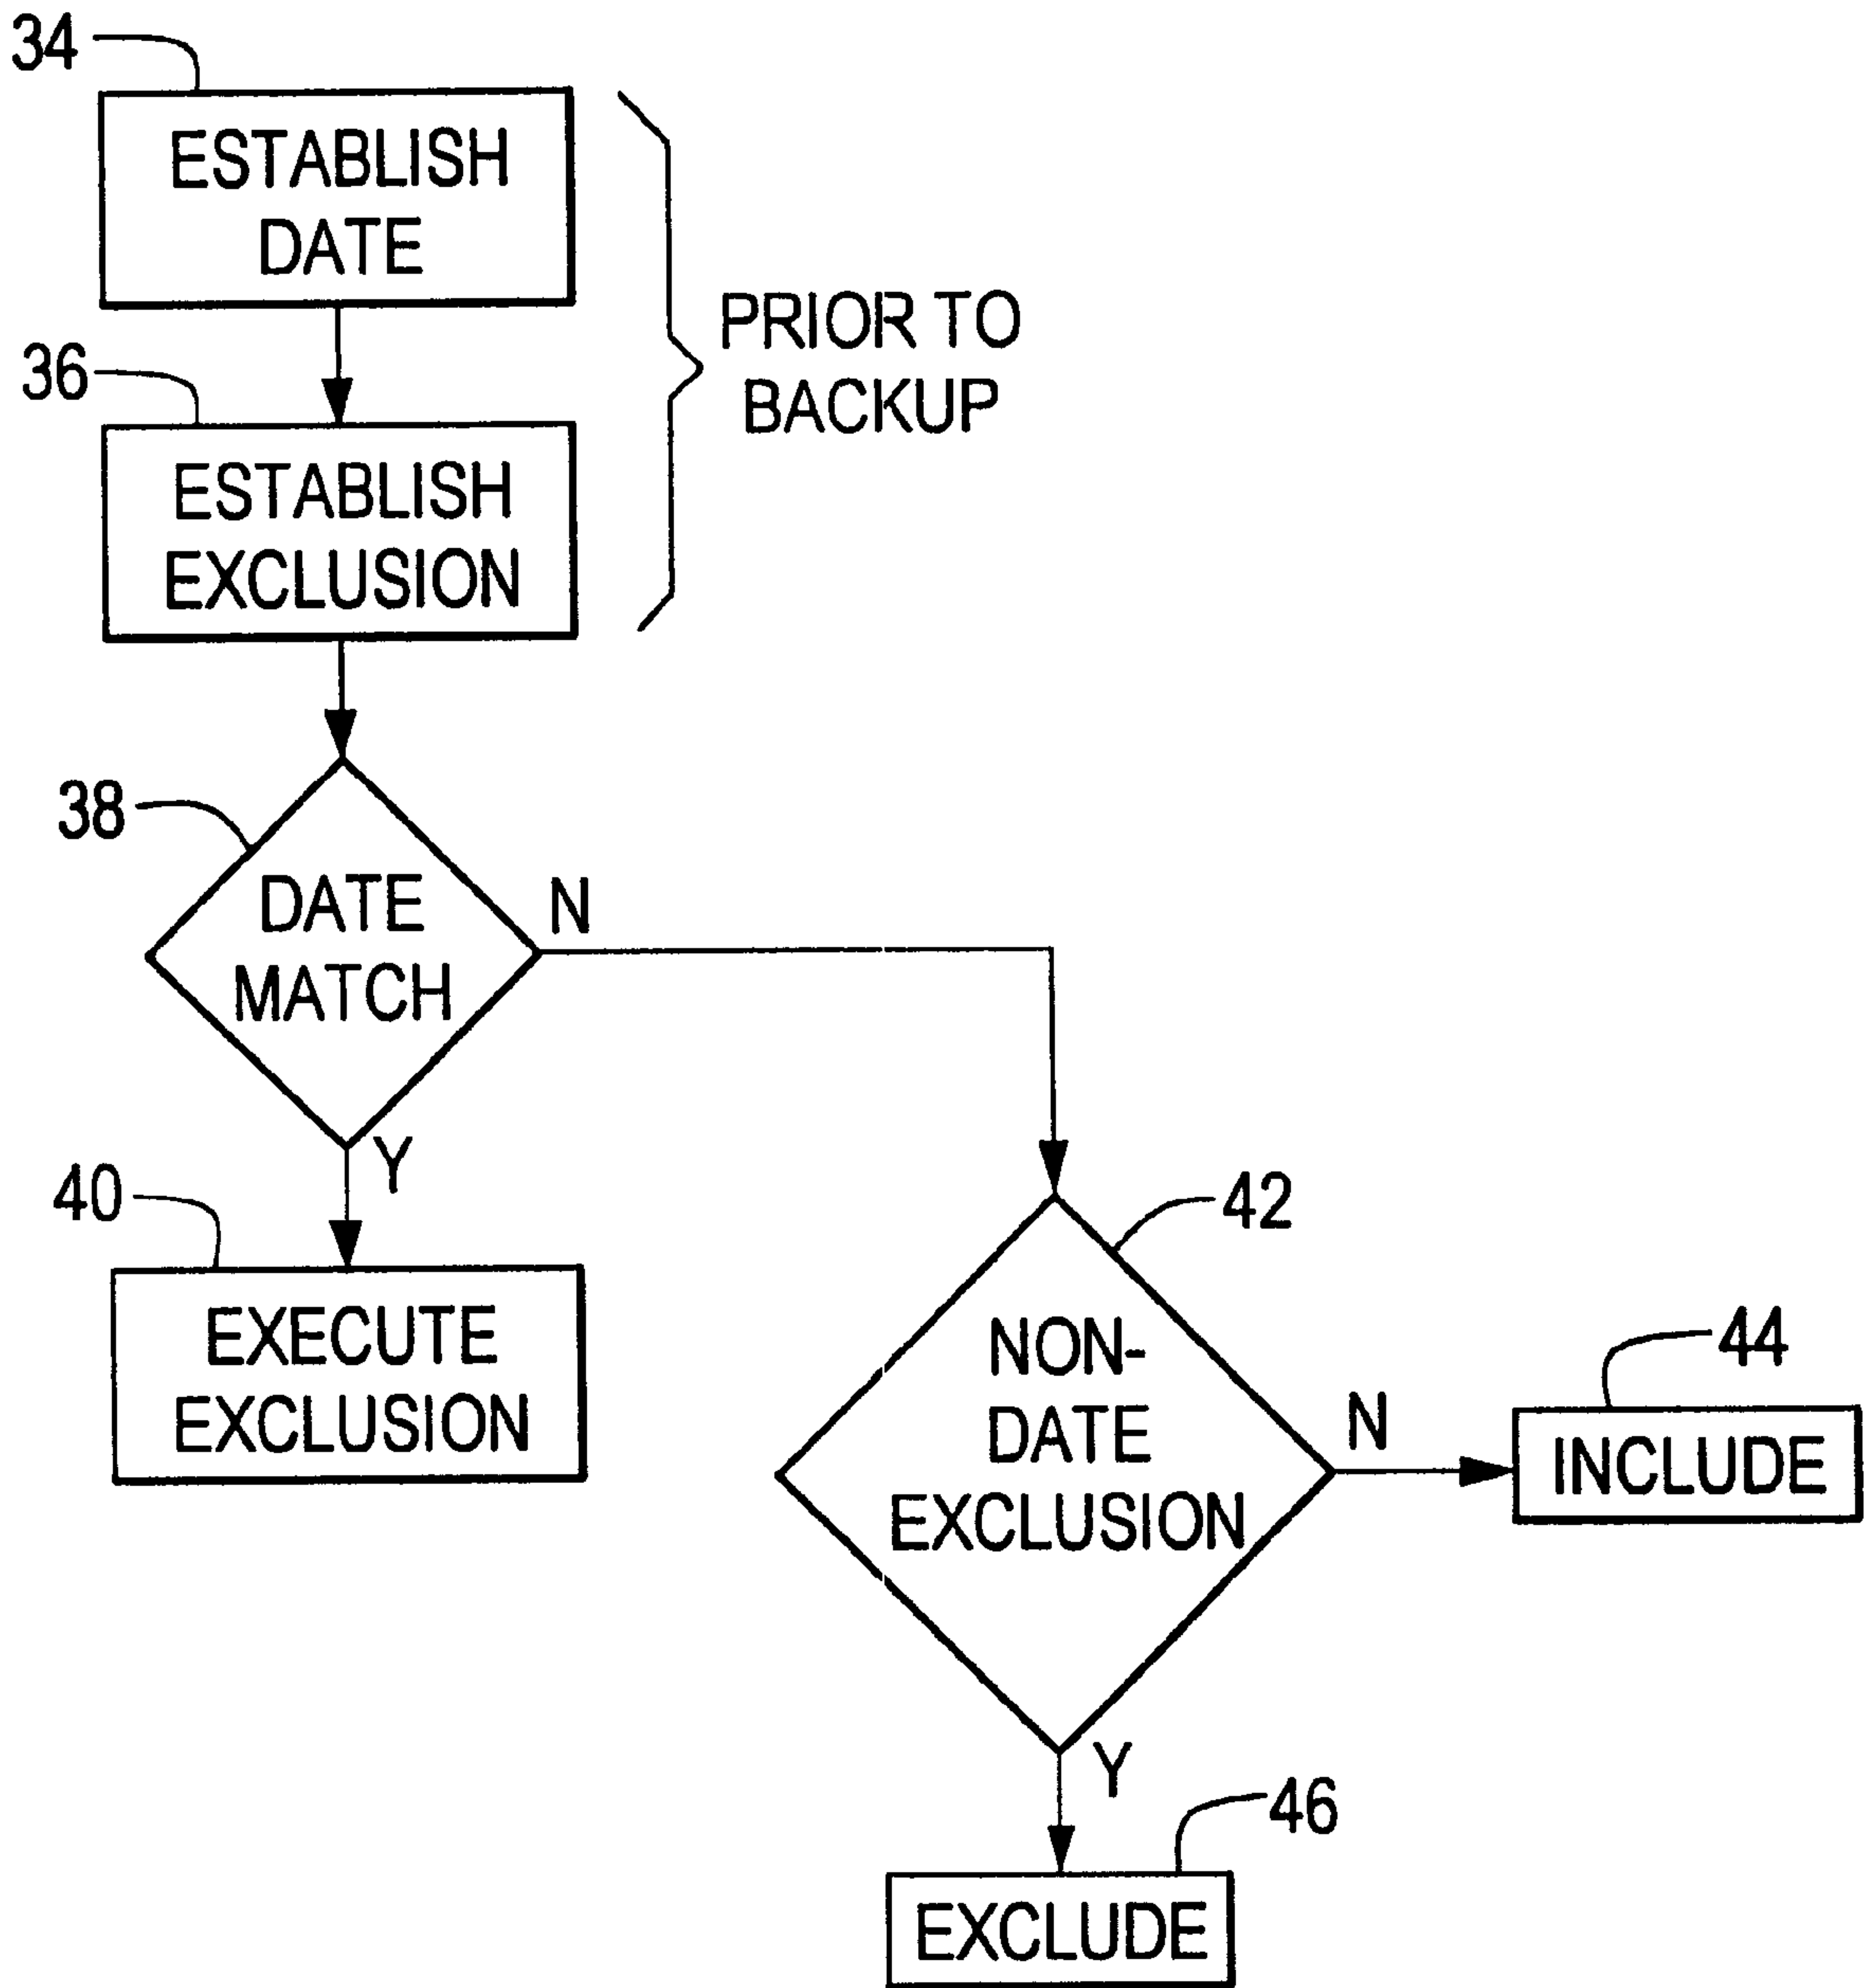 34
ESTABLISH
DATE
PRIOR TO
BACKUP
36
ESTABLISH
EXCLUSION
38
DATE
MATCH
N
Y
40
EXECUTE
EXCLUSION
42
NON-
DATE
EXCLUSION
N
44
INCLUDE
Y
46
EXCLUDE